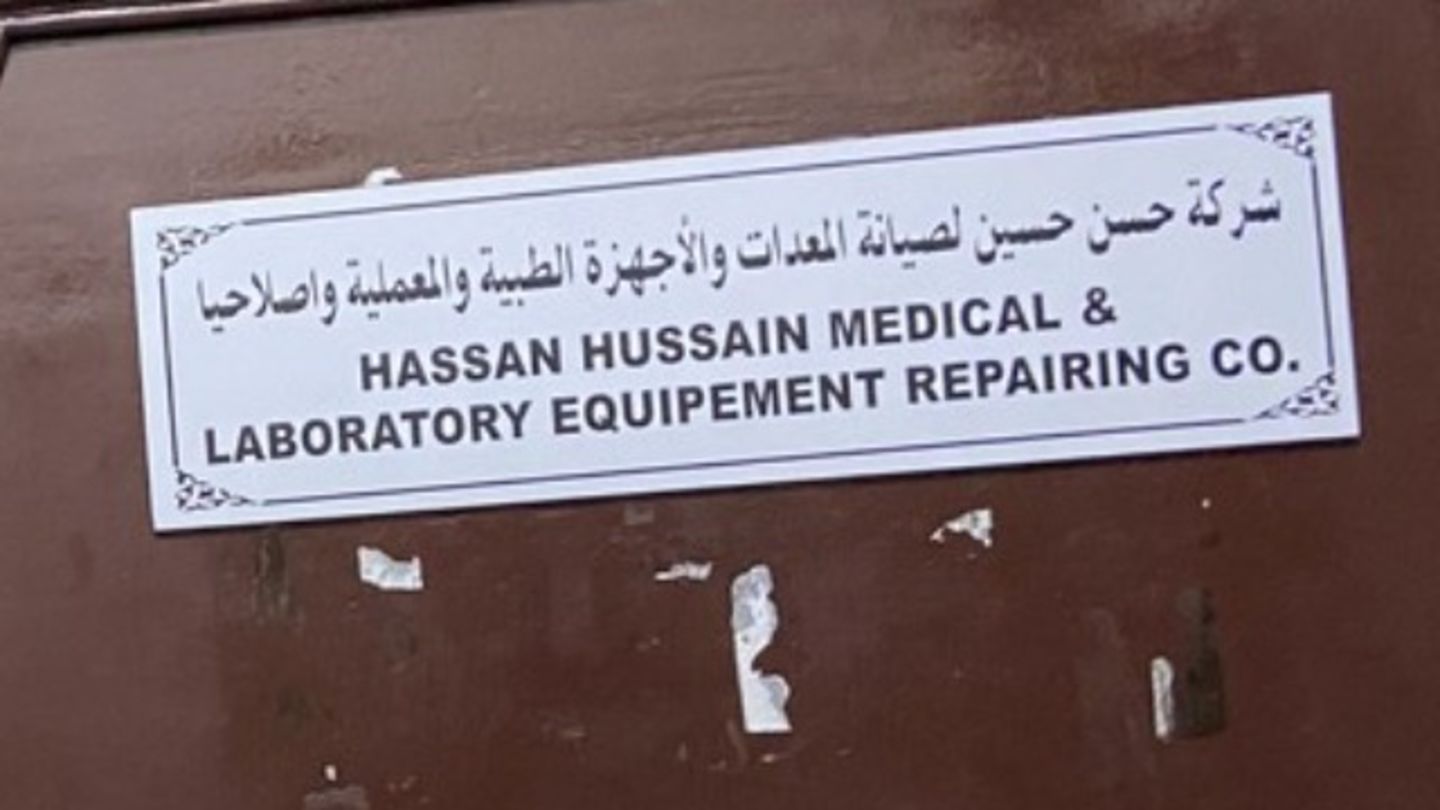 شركة حسن حسين لصيانة المعدات والأجهزة الطبية والمعملية واصلاحيا
HASSAN HUSSAIN MEDICAL &
LABORATORY EQUIPEMENT REPAIRING CO.